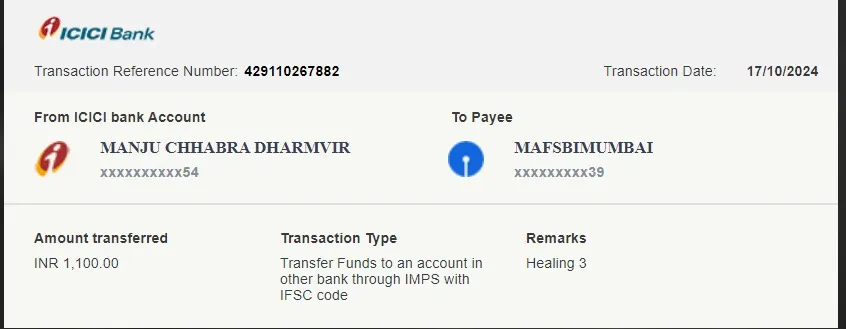 ICICI Bank
Transaction Reference Number: 429110267882 Transaction Date: 17/10/2024
From ICICI bank Account To Payee
MANJU CHHABRA DHARMVIR MAFSBIMUMBAI
xxxxxxxxxx54 xxxxxxxxx39
Amount transferred Transaction Type Remarks
INR 1,100.00 Transfer Funds to an account in Healing 3
other bank through IMPS with
IFSC code